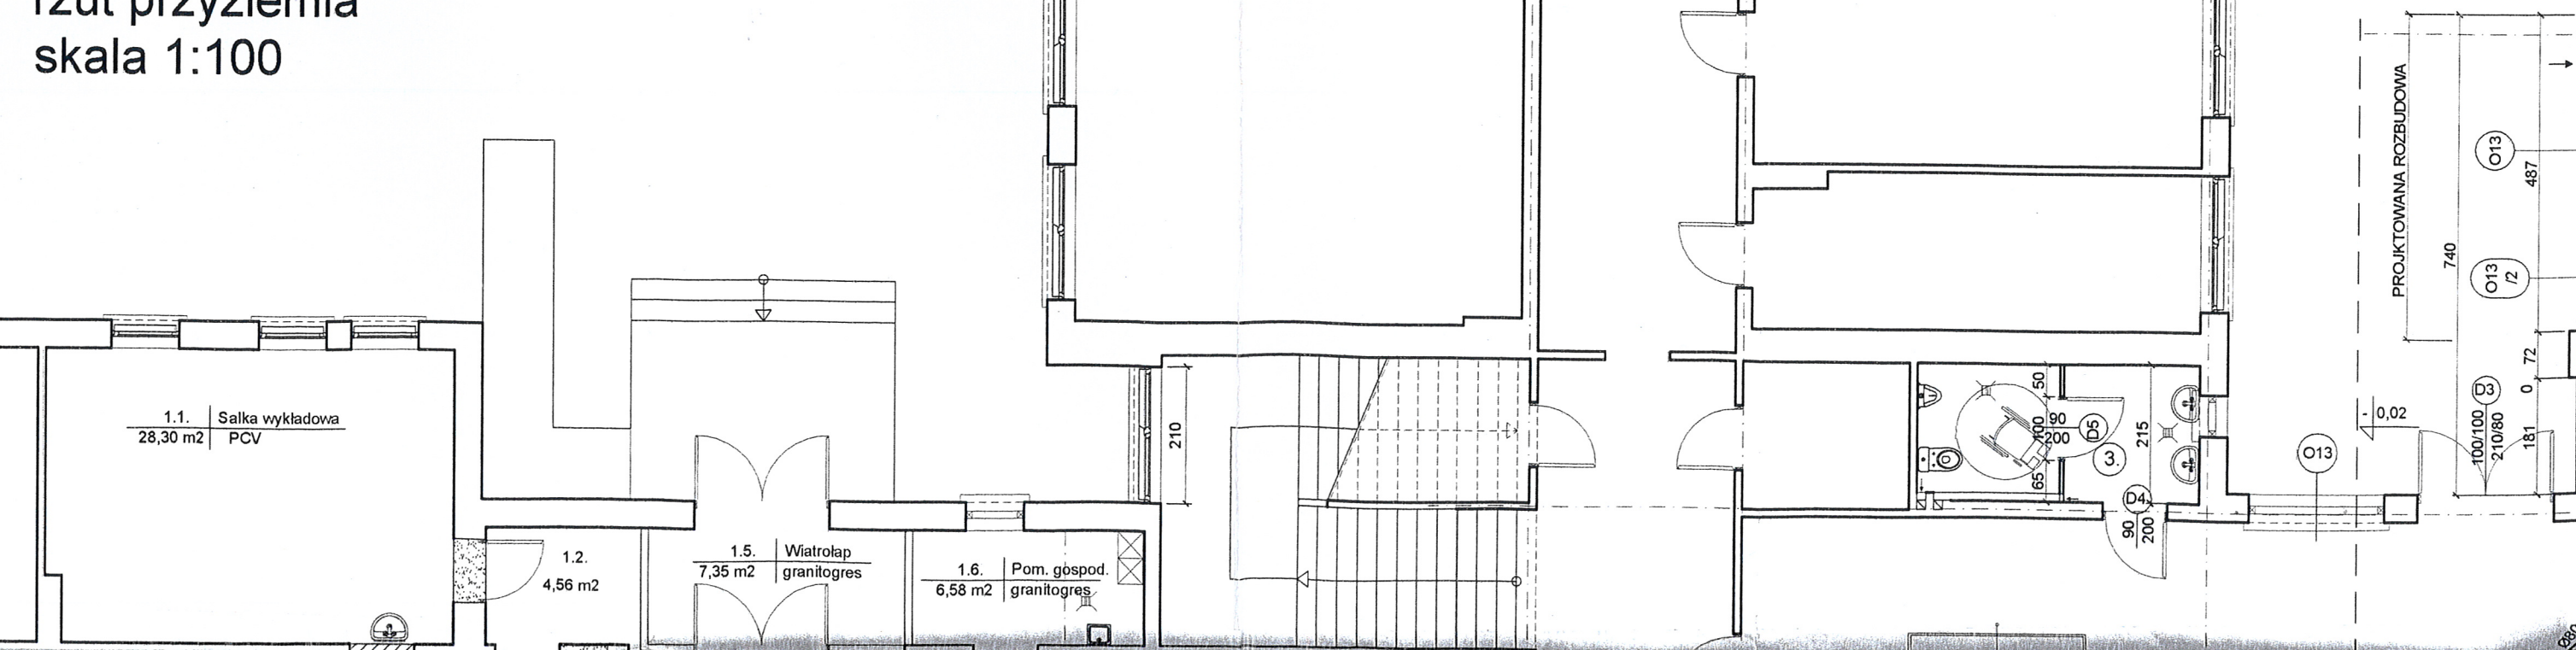 rzut przyziemia
skala 1:100
1.1. Salka wykładowa
28,30 m2 PCV
1.2.
4,56 m2
1.5. Wiatrołap
7,35 m2 granitogres
1.6. Pom. gospod.
6,58 m2 granitogres
210
50
100
65
90
200
D5
3.
215
D4
90
200
O13
- 0,02
PROJKTOWANA ROZBUDOWA
740
487
O13
O13
/2
72
0
D3
181
100/100
210/80